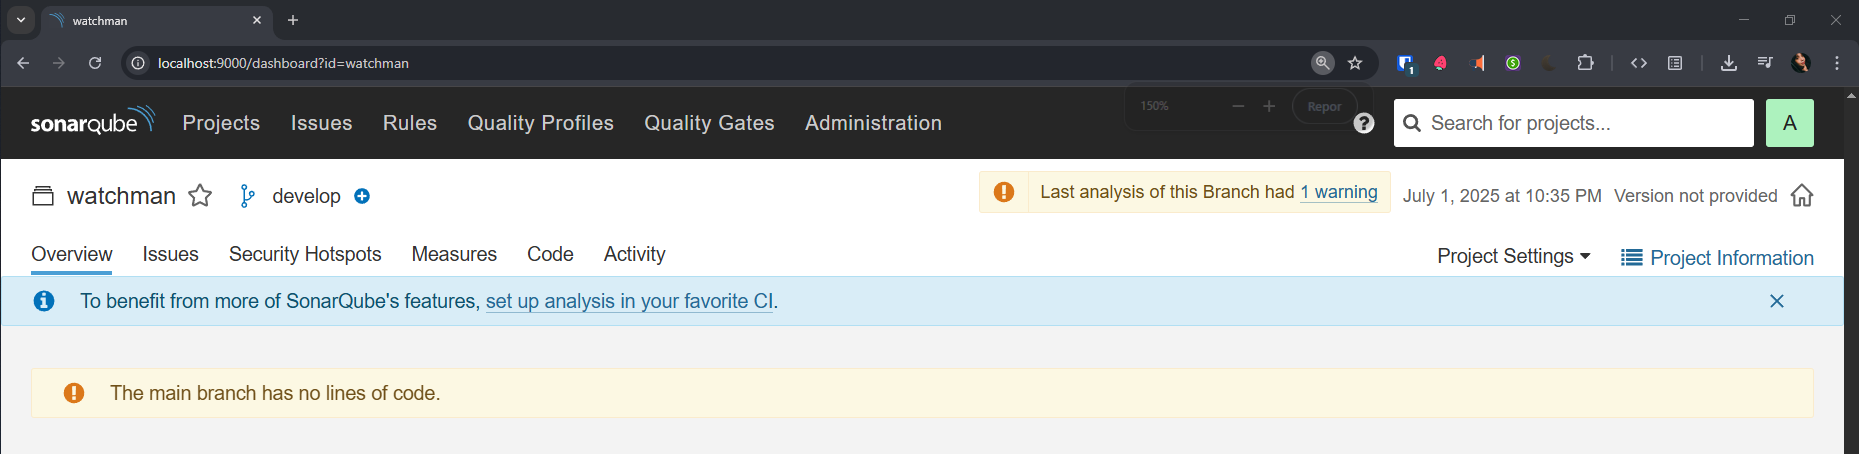 watchman
localhost:9000/dashboard?id=watchman
1
150%
Repor
sonarqube Projects Issues Rules Quality Profiles Quality Gates Administration
?
Search for projects...
A
watchman develop
Last analysis of this Branch had 1 warning
July 1, 2025 at 10:35 PM Version not provided
Overview Issues Security Hotspots Measures Code Activity
Project Settings Project Information
To benefit from more of SonarQube's features, set up analysis in your favorite CI.
The main branch has no lines of code.